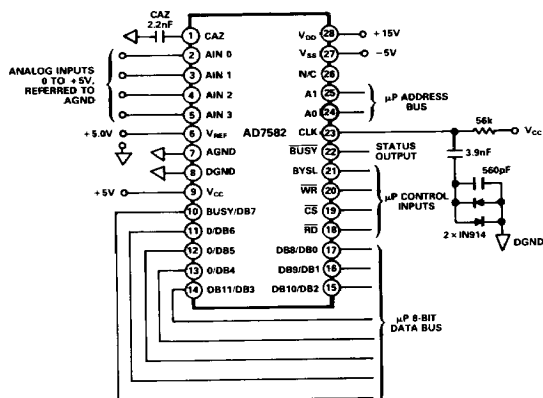 CAZ
2.2nF
1 CAZ
2 AIN 0
3 AIN 1
4 AIN 2
5 AIN 3
6 VREF
7 AGND
8 DGND
9 VCC
10 BUSY/DB7
11 0/DB6
12 0/DB5
13 0/DB4
14 DB11/DB3
ANALOG INPUTS
0 TO +5V,
REFERRED TO
AGND
+5.0V
+5V
AD7582
VDD 28 +15V
VSS 27 −5V
N/C 26
A1 25
A0 24
CLK 23
BUSY 22
BYSL 21
WR 20
CS 19
RD 18
DB8/DB0 17
DB9/DB1 16
DB10/DB2 15
µP ADDRESS
BUS
STATUS
OUTPUT
µP CONTROL
INPUTS
µP 8-BIT
DATA BUS
56k
VCC
3.9nF
560pF
2 × IN914
DGND